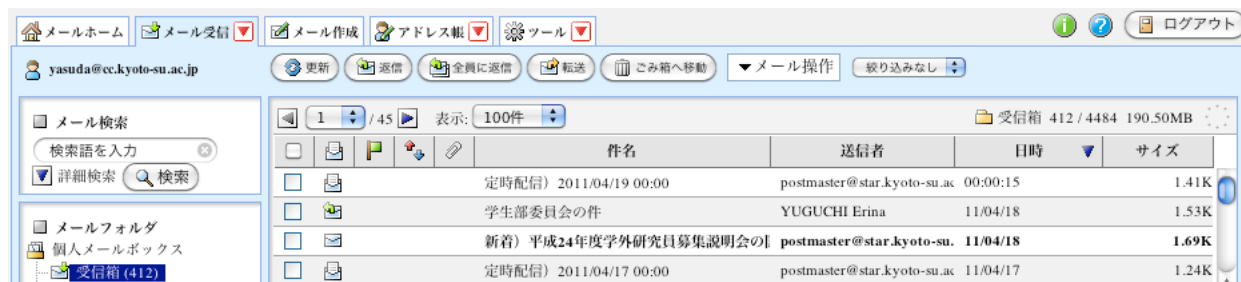 メールホーム メール受信 メール作成 アドレス帳 ツール ログアウト
yasuda@cc.kyoto-su.ac.jp 更新 返信 全員に返信 転送 ごみ箱へ移動 ▼メール操作 絞り込みなし
メール検索
検索語を入力
詳細検索 検索
メールフォルダ
個人メールボックス
受信箱 (412)
1 / 45 表示: 100件 受信箱 412 / 4484 190.50MB
件名 送信者 日時 サイズ
定時配信）2011/04/19 00:00 postmaster@star.kyoto-su.ac 00:00:15 1.41K
学生部委員会の件 YUGUCHI Erina 11/04/18 1.53K
新着）平成24年度学外研究員募集説明会の postmaster@star.kyoto-su. 11/04/18 1.69K
定時配信）2011/04/17 00:00 postmaster@star.kyoto-su.ac 11/04/17 1.24K